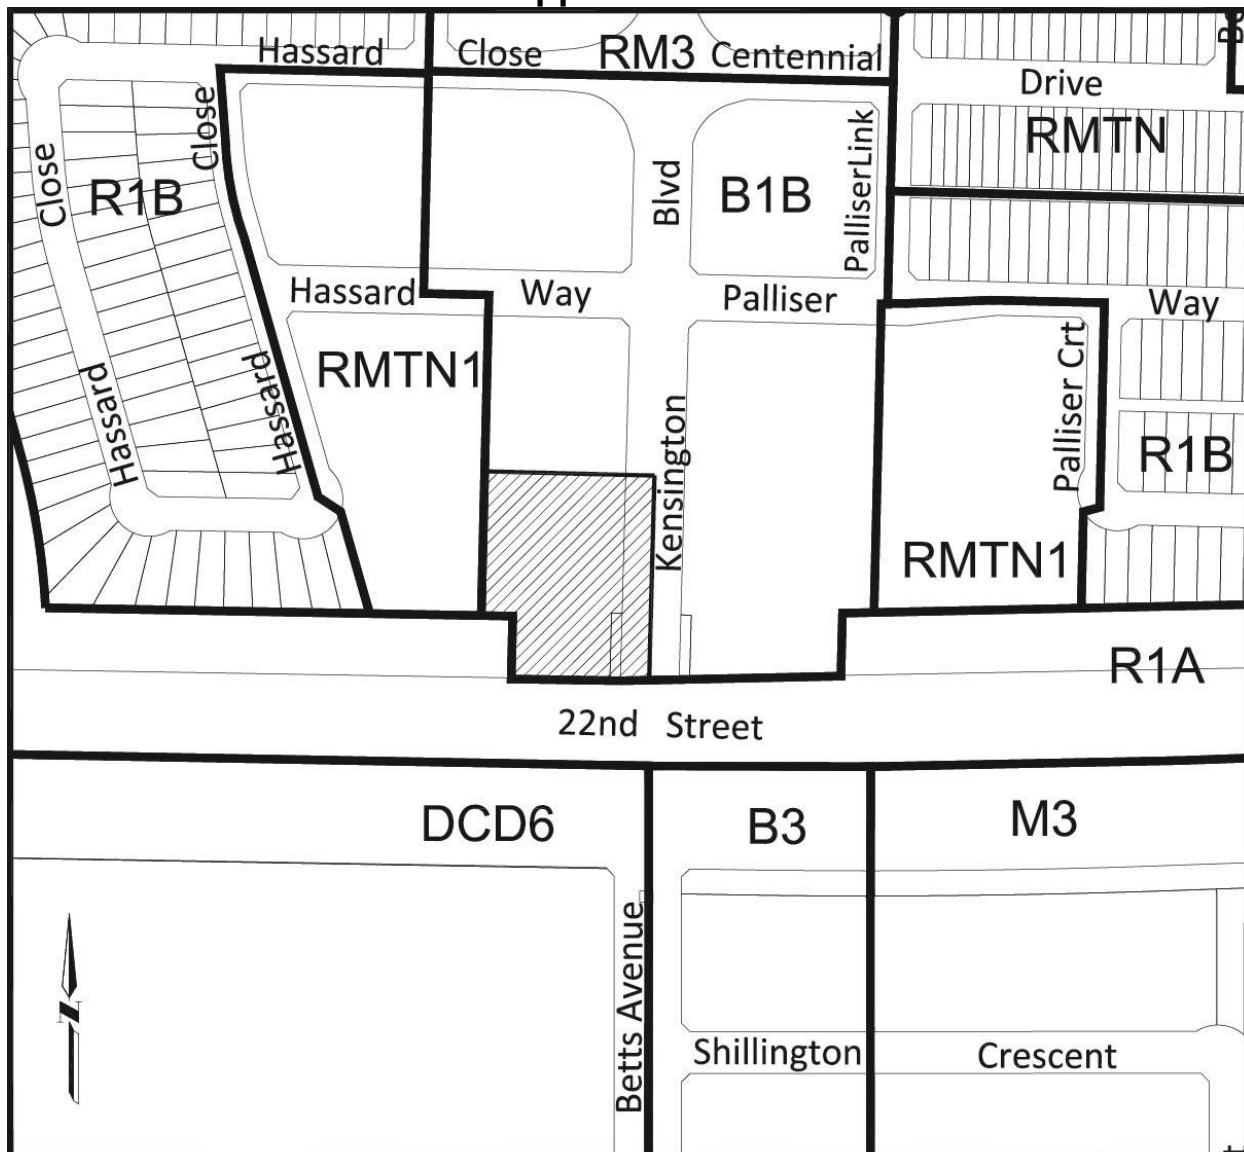 Hassard Close RM3 Centennial
Drive
RMTN
Close
Close
R1B
Blvd
B1B
PalliserLink
Hassard Way Palliser Way
RMTN1
Hassard
Hassard
Kensington
Palliser Crt
R1B
RMTN1
R1A
22nd Street
DCD6
B3
M3
Betts Avenue
N
Shillington Crescent